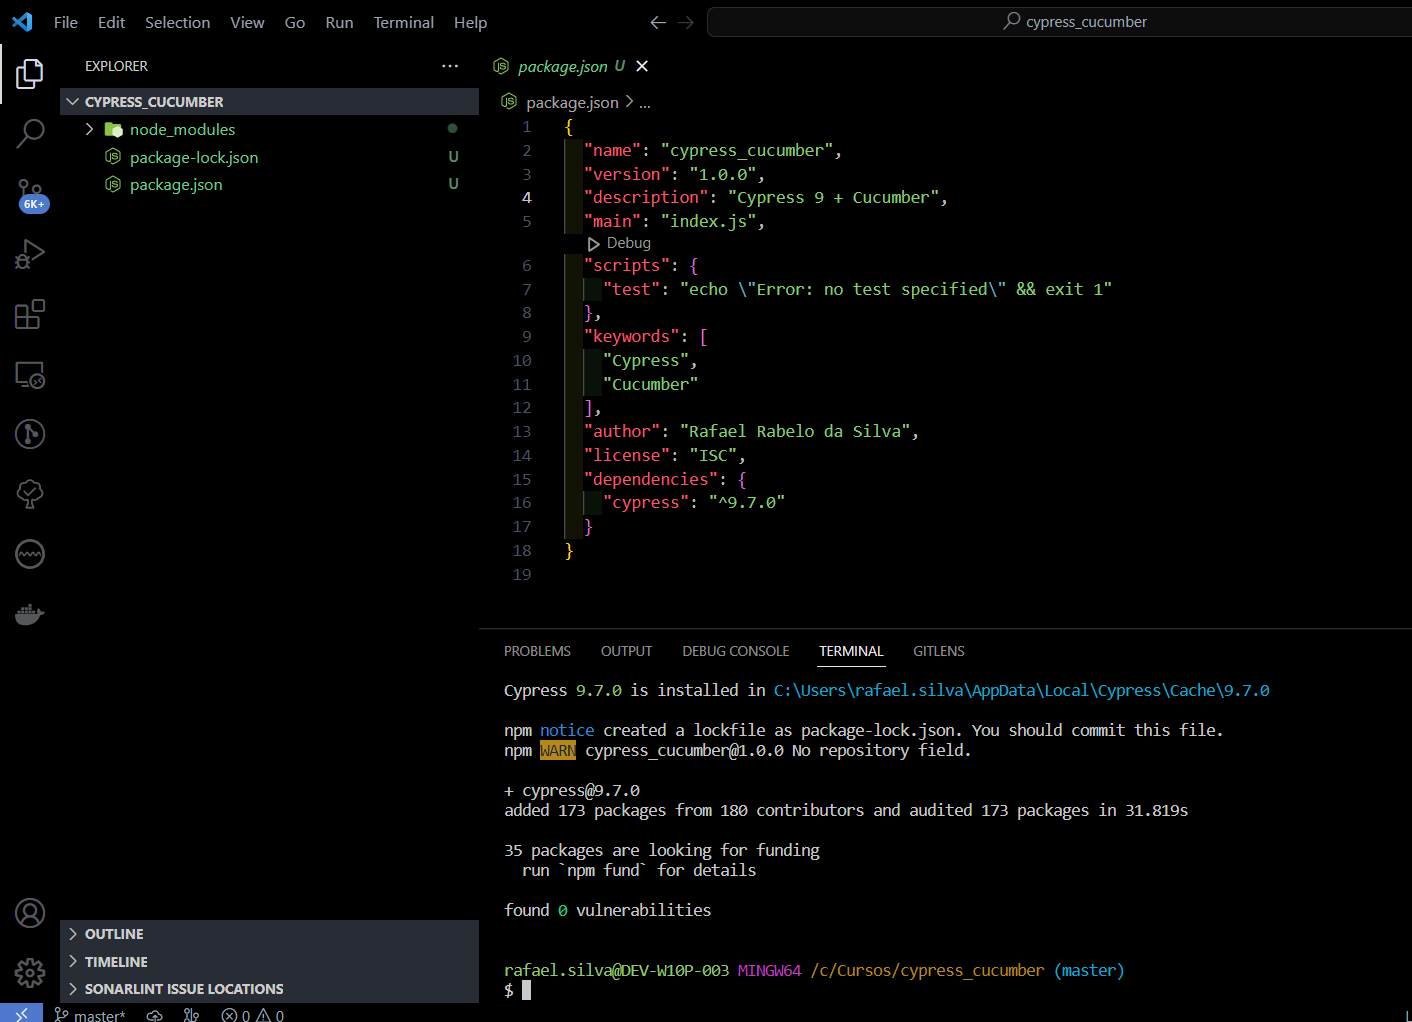 File Edit Selection View Go Run Terminal Help
cypress_cucumber
EXPLORER
CYPRESS_CUCUMBER
node_modules
package-lock.json U
package.json U
6K+
OUTLINE
TIMELINE
SONARLINT ISSUE LOCATIONS
package.json U
package.json > ...
1 {
2 "name": "cypress_cucumber",
3 "version": "1.0.0",
4 "description": "Cypress 9 + Cucumber",
5 "main": "index.js",
Debug
6 "scripts": {
7 "test": "echo \"Error: no test specified\" && exit 1"
8 },
9 "keywords": [
10 "Cypress",
11 "Cucumber"
12 ],
13 "author": "Rafael Rabelo da Silva",
14 "license": "ISC",
15 "dependencies": {
16 "cypress": "^9.7.0"
17 }
18 }
19
PROBLEMS OUTPUT DEBUG CONSOLE TERMINAL GITLENS
Cypress 9.7.0 is installed in C:\Users\rafael.silva\AppData\Local\Cypress\Cache\9.7.0
npm notice created a lockfile as package-lock.json. You should commit this file.
npm WARN cypress_cucumber@1.0.0 No repository field.
+ cypress@9.7.0
added 173 packages from 180 contributors and audited 173 packages in 31.819s
35 packages are looking for funding
run `npm fund` for details
found 0 vulnerabilities
rafael.silva@DEV-W10P-003 MINGW64 /c/Cursos/cypress_cucumber (master)
$
master* 0 0